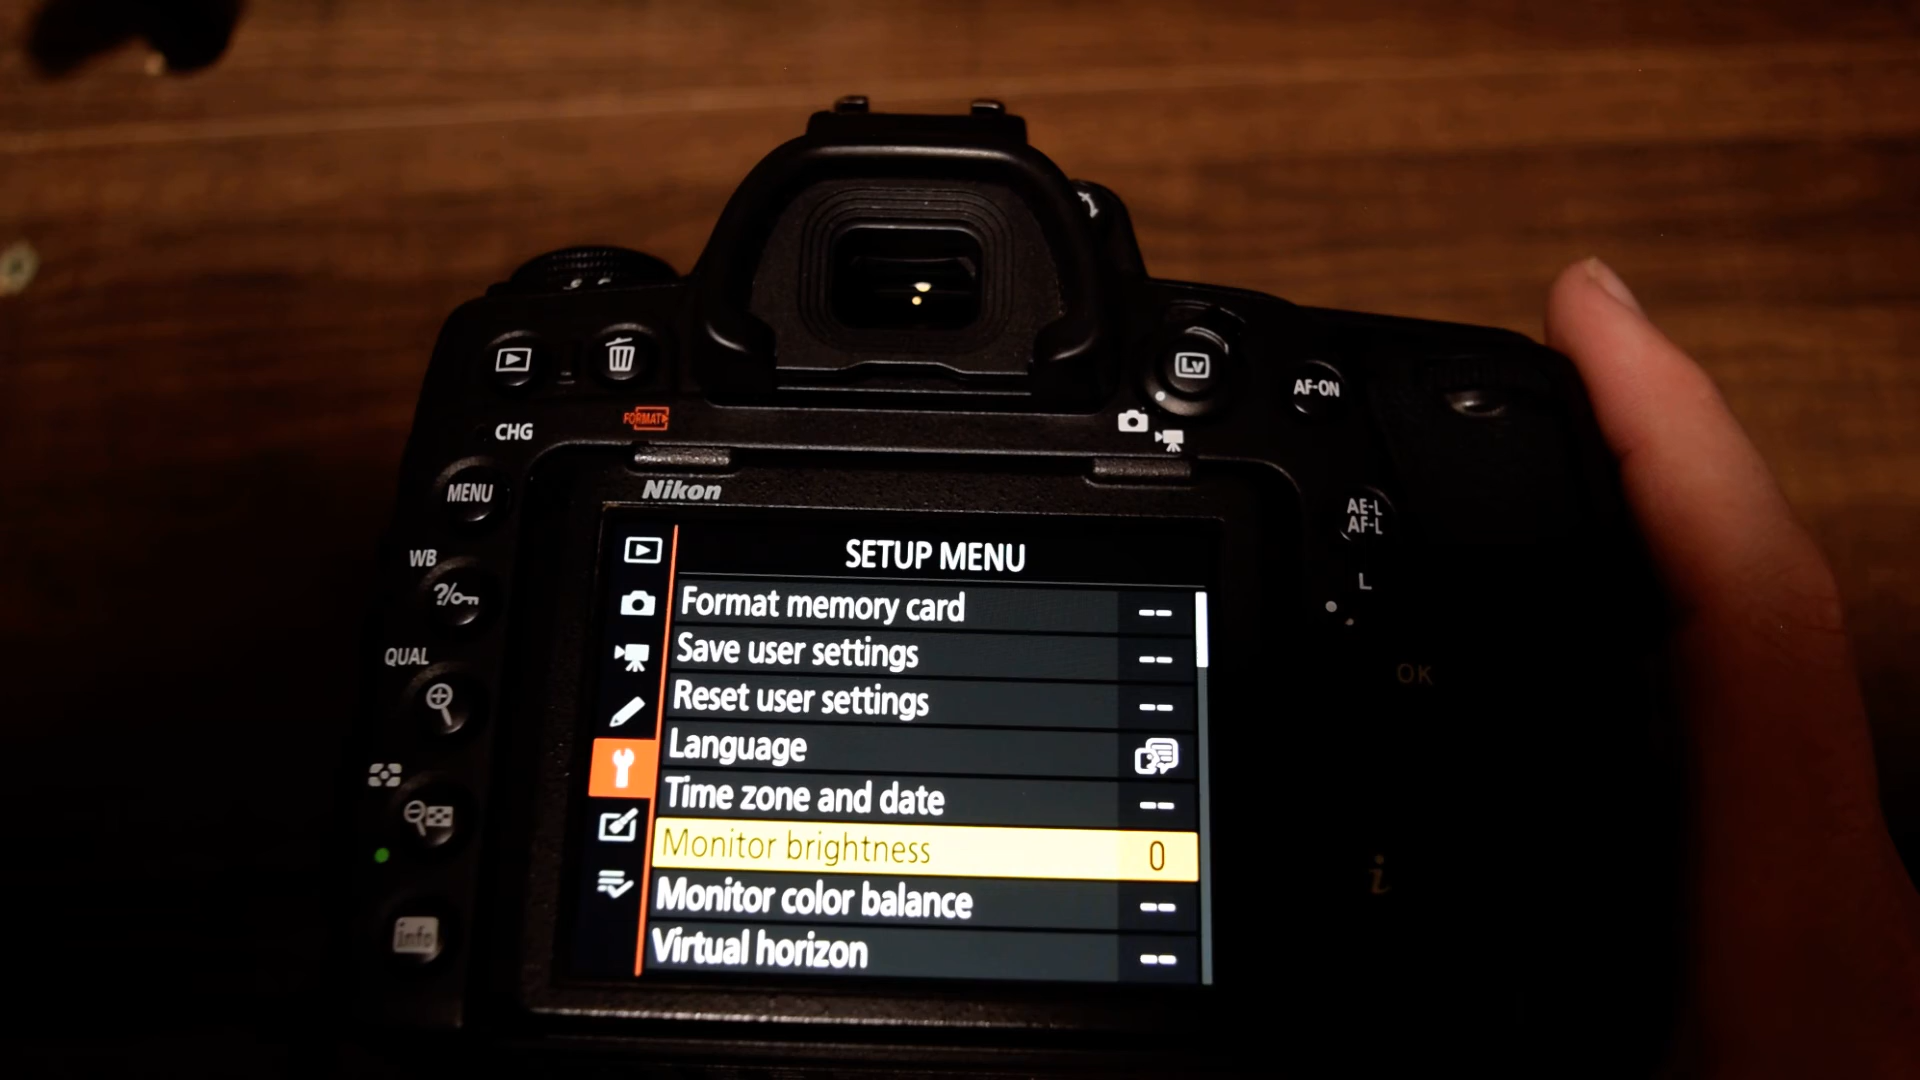 Lv
AF-ON
FORMAT
CHG
MENU
Nikon
AE-L
AF-L
WB
?
L
QUAL
OK
info
i
SETUP MENU
Format memory card --
Save user settings --
Reset user settings --
Language
Time zone and date --
Monitor brightness 0
Monitor color balance --
Virtual horizon --